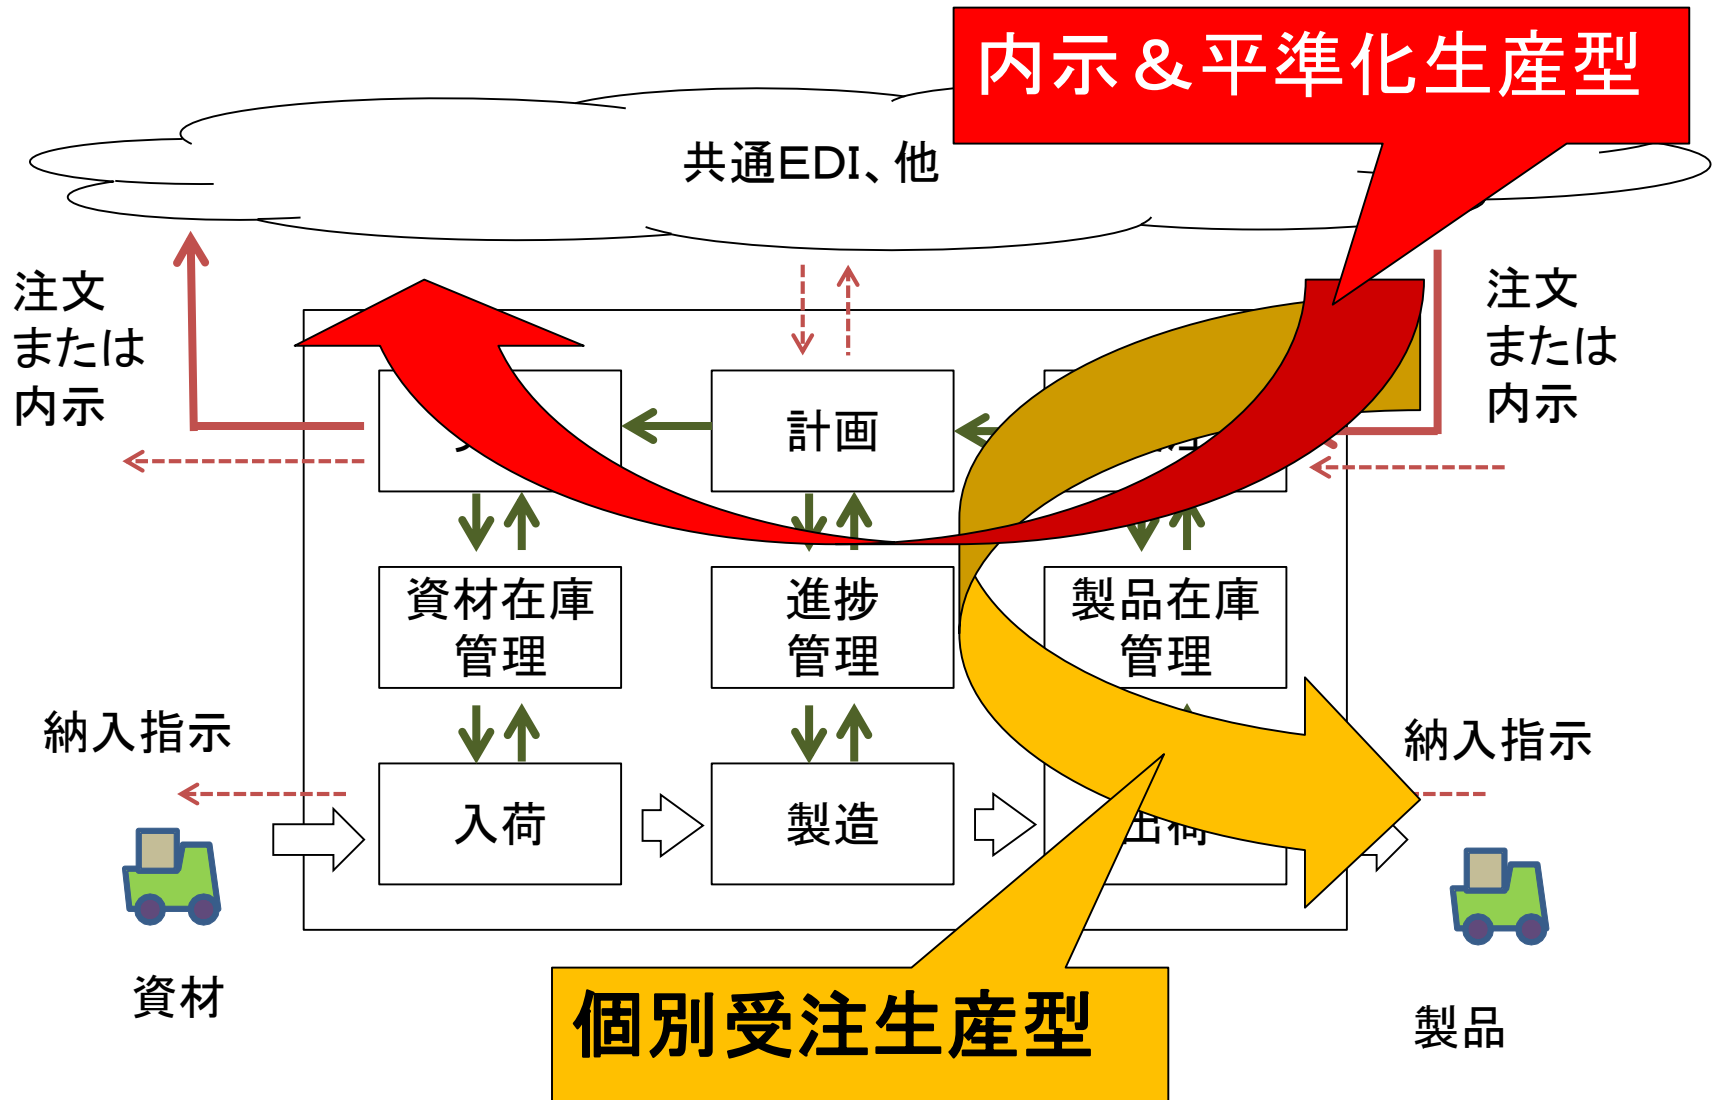 内示＆平準化生産型
共通EDI、他
注文
または
内示
注文
または
内示
計画
資材在庫
管理
進捗
管理
製品在庫
管理
納入指示
納入指示
入荷
製造
出荷
資材
製品
個別受注生産型